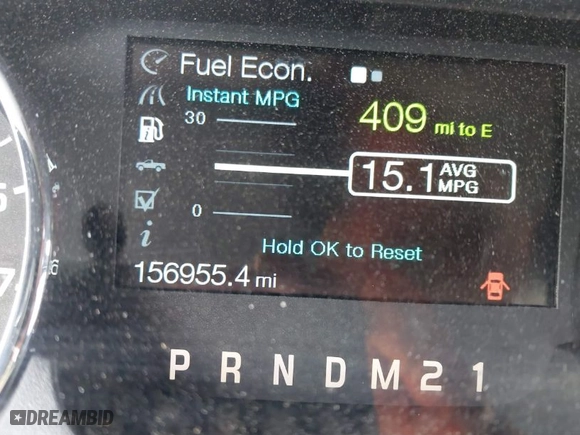 Fuel Econ.
Instant MPG
30
409 mi to E
15.1 AVG MPG
0
Hold OK to Reset
156955.4 mi
P R N D M 2 1
DREAMBID